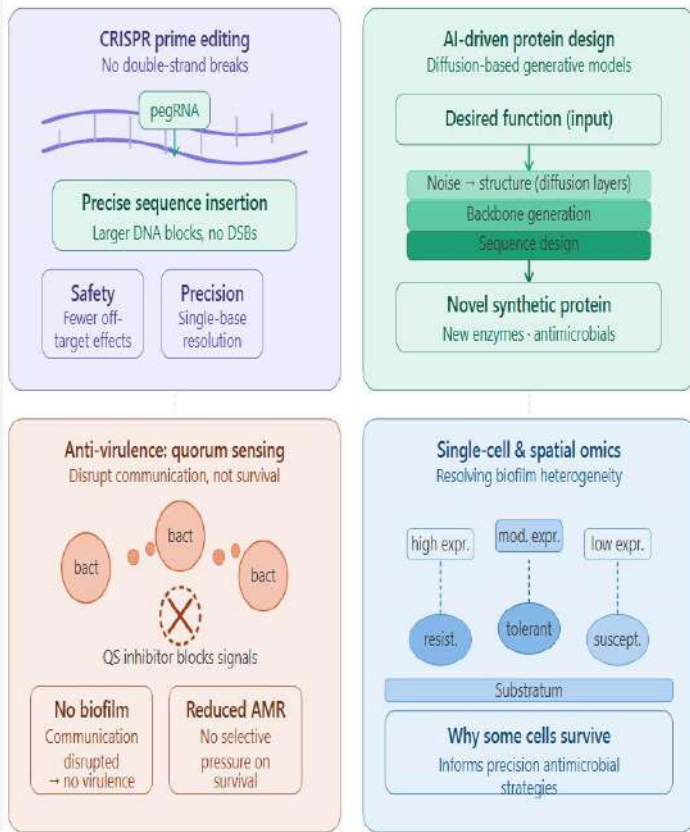 CRISPR prime editing
No double-strand breaks
pegRNA
Precise sequence insertion
Larger DNA blocks, no DSBs
Safety
Fewer off-
target effects
Precision
Single-base
resolution
AI-driven protein design
Diffusion-based generative models
Desired function (input)
Noise → structure (diffusion layers)
Backbone generation
Sequence design
Novel synthetic protein
New enzymes · antimicrobials
Anti-virulence: quorum sensing
Disrupt communication, not survival
bact
bact
bact
QS inhibitor blocks signals
No biofilm
Communication
disrupted
→ no virulence
Reduced AMR
No selective
pressure on
survival
Single-cell & spatial omics
Resolving biofilm heterogeneity
high expr.
mod. expr.
low expr.
resist.
tolerant
suscept.
Substratum
Why some cells survive
Informs precision antimicrobial
strategies